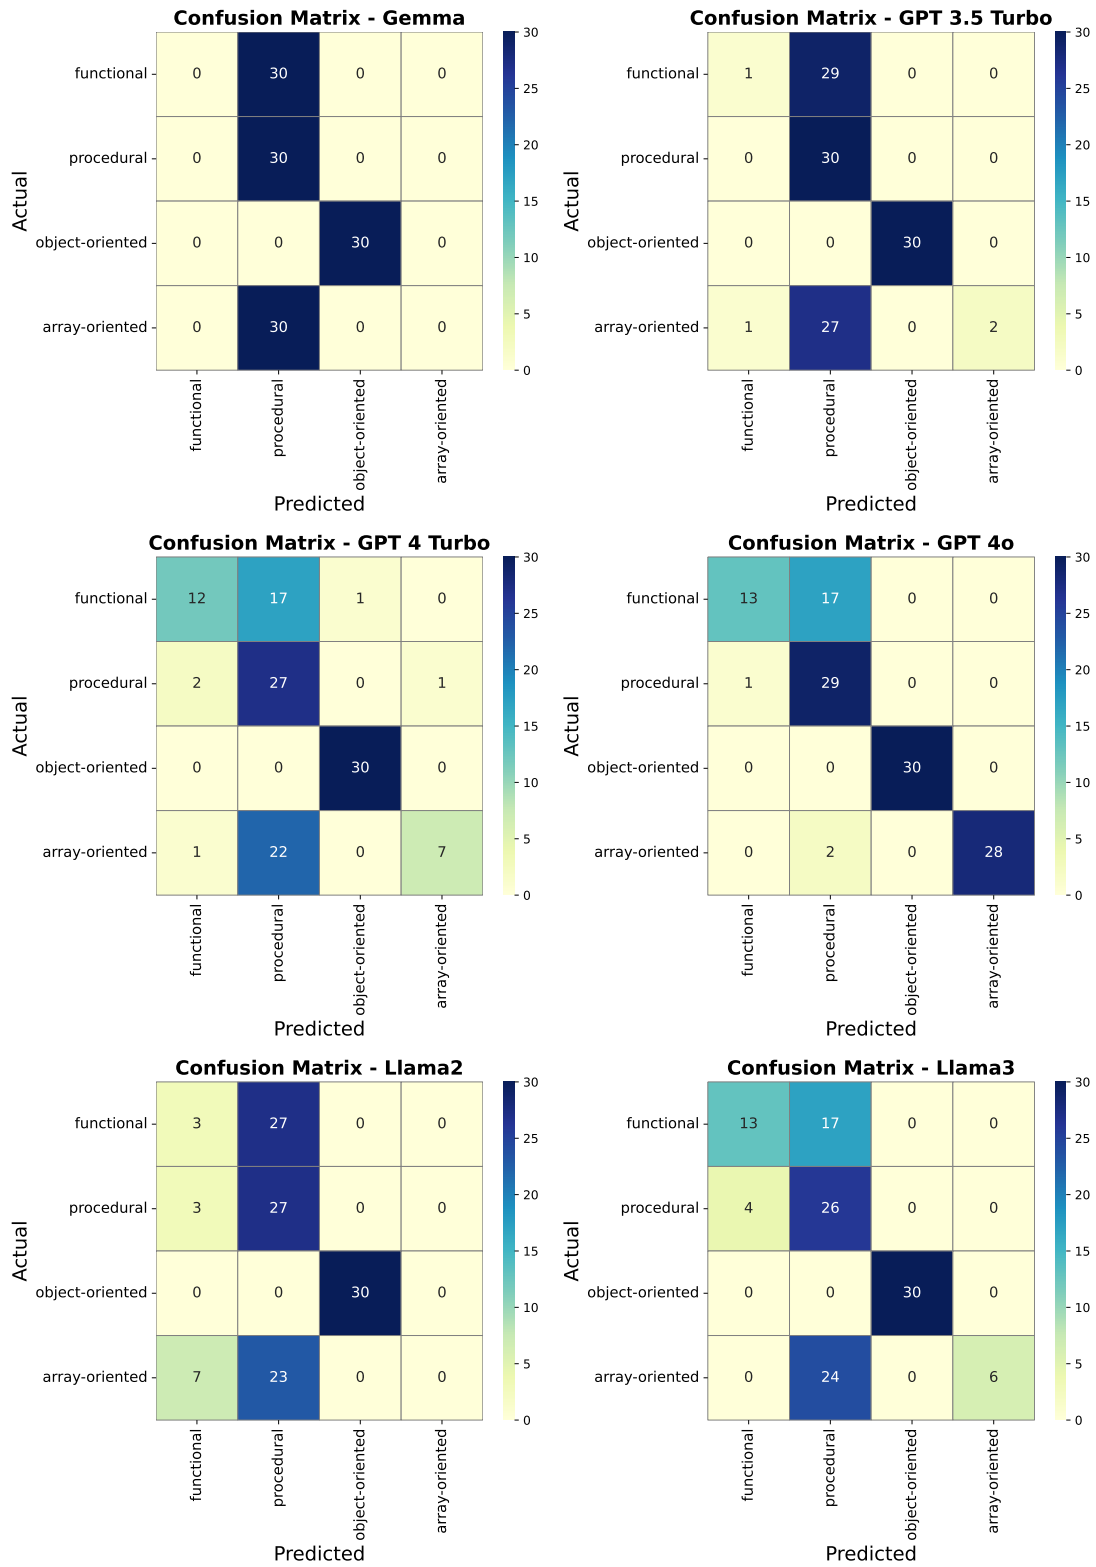 Confusion Matrix - Gemma
Actual
functional 0 30 0 0
procedural 0 30 0 0
object-oriented 0 0 30 0
array-oriented 0 30 0 0
functional procedural object-oriented array-oriented
Predicted
30
25
20
15
10
5
0
Confusion Matrix - GPT 3.5 Turbo
Actual
functional 1 29 0 0
procedural 0 30 0 0
object-oriented 0 0 30 0
array-oriented 1 27 0 2
functional procedural object-oriented array-oriented
Predicted
30
25
20
15
10
5
0
Confusion Matrix - GPT 4 Turbo
Actual
functional 12 17 1 0
procedural 2 27 0 1
object-oriented 0 0 30 0
array-oriented 1 22 0 7
functional procedural object-oriented array-oriented
Predicted
30
25
20
15
10
5
0
Confusion Matrix - GPT 4o
Actual
functional 13 17 0 0
procedural 1 29 0 0
object-oriented 0 0 30 0
array-oriented 0 2 0 28
functional procedural object-oriented array-oriented
Predicted
30
25
20
15
10
5
0
Confusion Matrix - Llama2
Actual
functional 3 27 0 0
procedural 3 27 0 0
object-oriented 0 0 30 0
array-oriented 7 23 0 0
functional procedural object-oriented array-oriented
Predicted
30
25
20
15
10
5
0
Confusion Matrix - Llama3
Actual
functional 13 17 0 0
procedural 4 26 0 0
object-oriented 0 0 30 0
array-oriented 0 24 0 6
functional procedural object-oriented array-oriented
Predicted
30
25
20
15
10
5
0